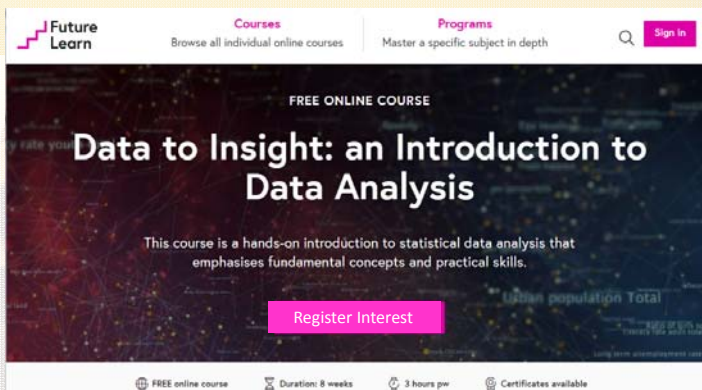 Future
Learn
Courses
Browse all individual online courses
Programs
Master a specific subject in depth
Sign in
FREE ONLINE COURSE
Data to Insight: an Introduction to
Data Analysis
This course is a hands-on introduction to statistical data analysis that
emphasises fundamental concepts and practical skills.
Urban population Total
Register Interest
FREE online course
Duration: 8 weeks
3 hours pw
Certificates available